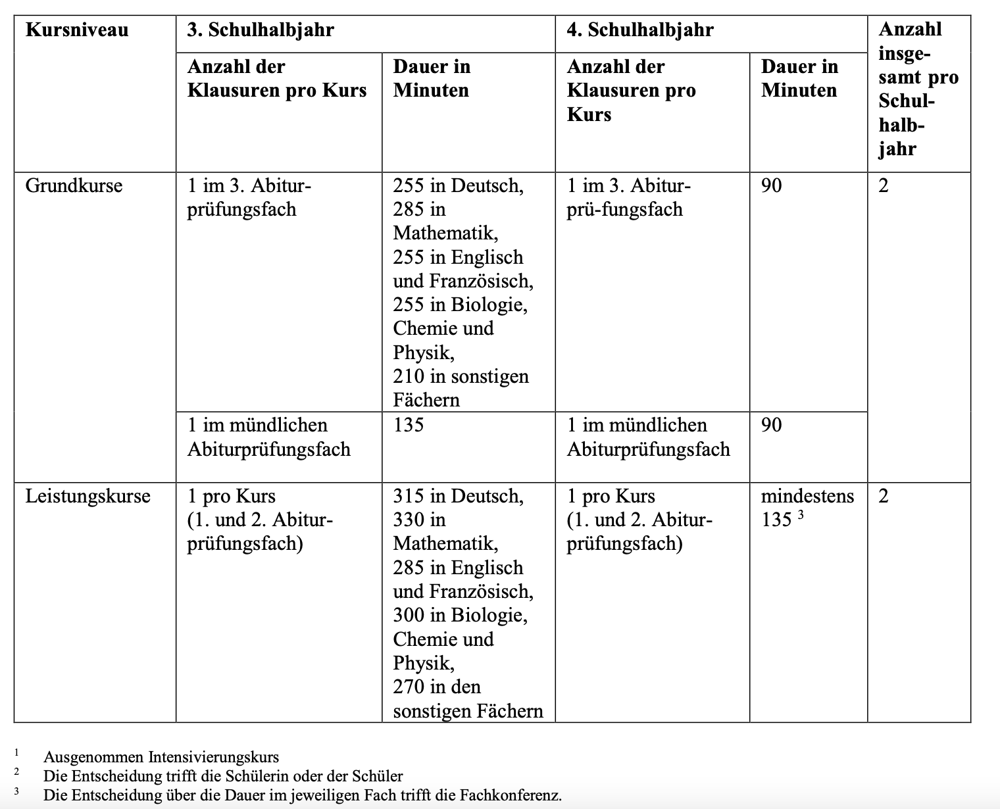 Kursniveau
3. Schulhalbjahr
4. Schulhalbjahr
Anzahl
insge-
samt pro
Schul-
halb-
jahr
Anzahl der
Klausuren pro Kurs
Dauer in
Minuten
Anzahl der
Klausuren pro
Kurs
Dauer in
Minuten
Grundkurse
1 im 3. Abitur-
prüfungsfach
255 in Deutsch,
285 in
Mathematik,
255 in Englisch
und Französisch,
255 in Biologie,
Chemie und
Physik,
210 in sonstigen
Fächern
1 im 3. Abitur-
prü-fungsfach
90
2
1 im mündlichen
Abiturprüfungsfach
135
1 im mündlichen
Abiturprüfungsfach
90
Leistungskurse
1 pro Kurs
(1. und 2. Abitur-
prüfungsfach)
315 in Deutsch,
330 in
Mathematik,
285 in Englisch
und Französisch,
300 in Biologie,
Chemie und
Physik,
270 in den
sonstigen Fächern
1 pro Kurs
(1. und 2. Abitur-
prüfungsfach)
mindestens
135 ³
2
¹ Ausgenommen Intensivierungskurs
² Die Entscheidung trifft die Schülerin oder der Schüler
³ Die Entscheidung über die Dauer im jeweiligen Fach trifft die Fachkonferenz.